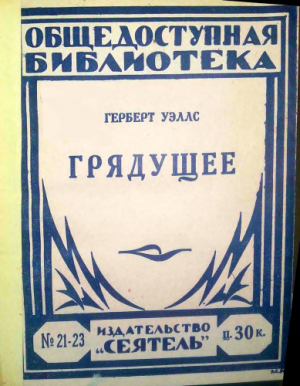 ОБЩЕДОСТУПНАЯ
БИБЛИОТЕКА
ГЕРБЕРТ УЭЛЛС
ГРЯДУЩЕЕ
№ 21-23
ИЗДАТЕЛЬСТВО
„СЕЯТЕЛЬ"
Ц. 30 к.